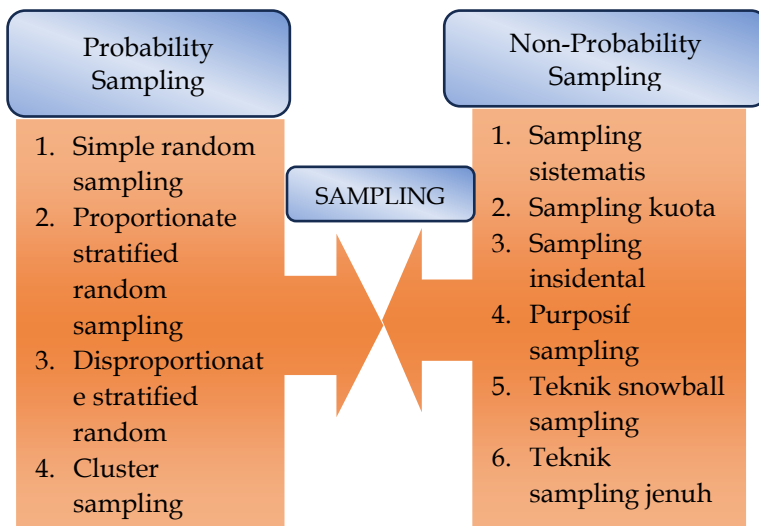 Probability
Sampling
1. Simple random
sampling
2. Proportionate
stratified
random
sampling
3. Disproportionat
e stratified
random
4. Cluster
sampling
SAMPLING
Non-Probability
Sampling
1. Sampling
sistematis
2. Sampling kuota
3. Sampling
insidental
4. Purposif
sampling
5. Teknik snowball
sampling
6. Teknik
sampling jenuh